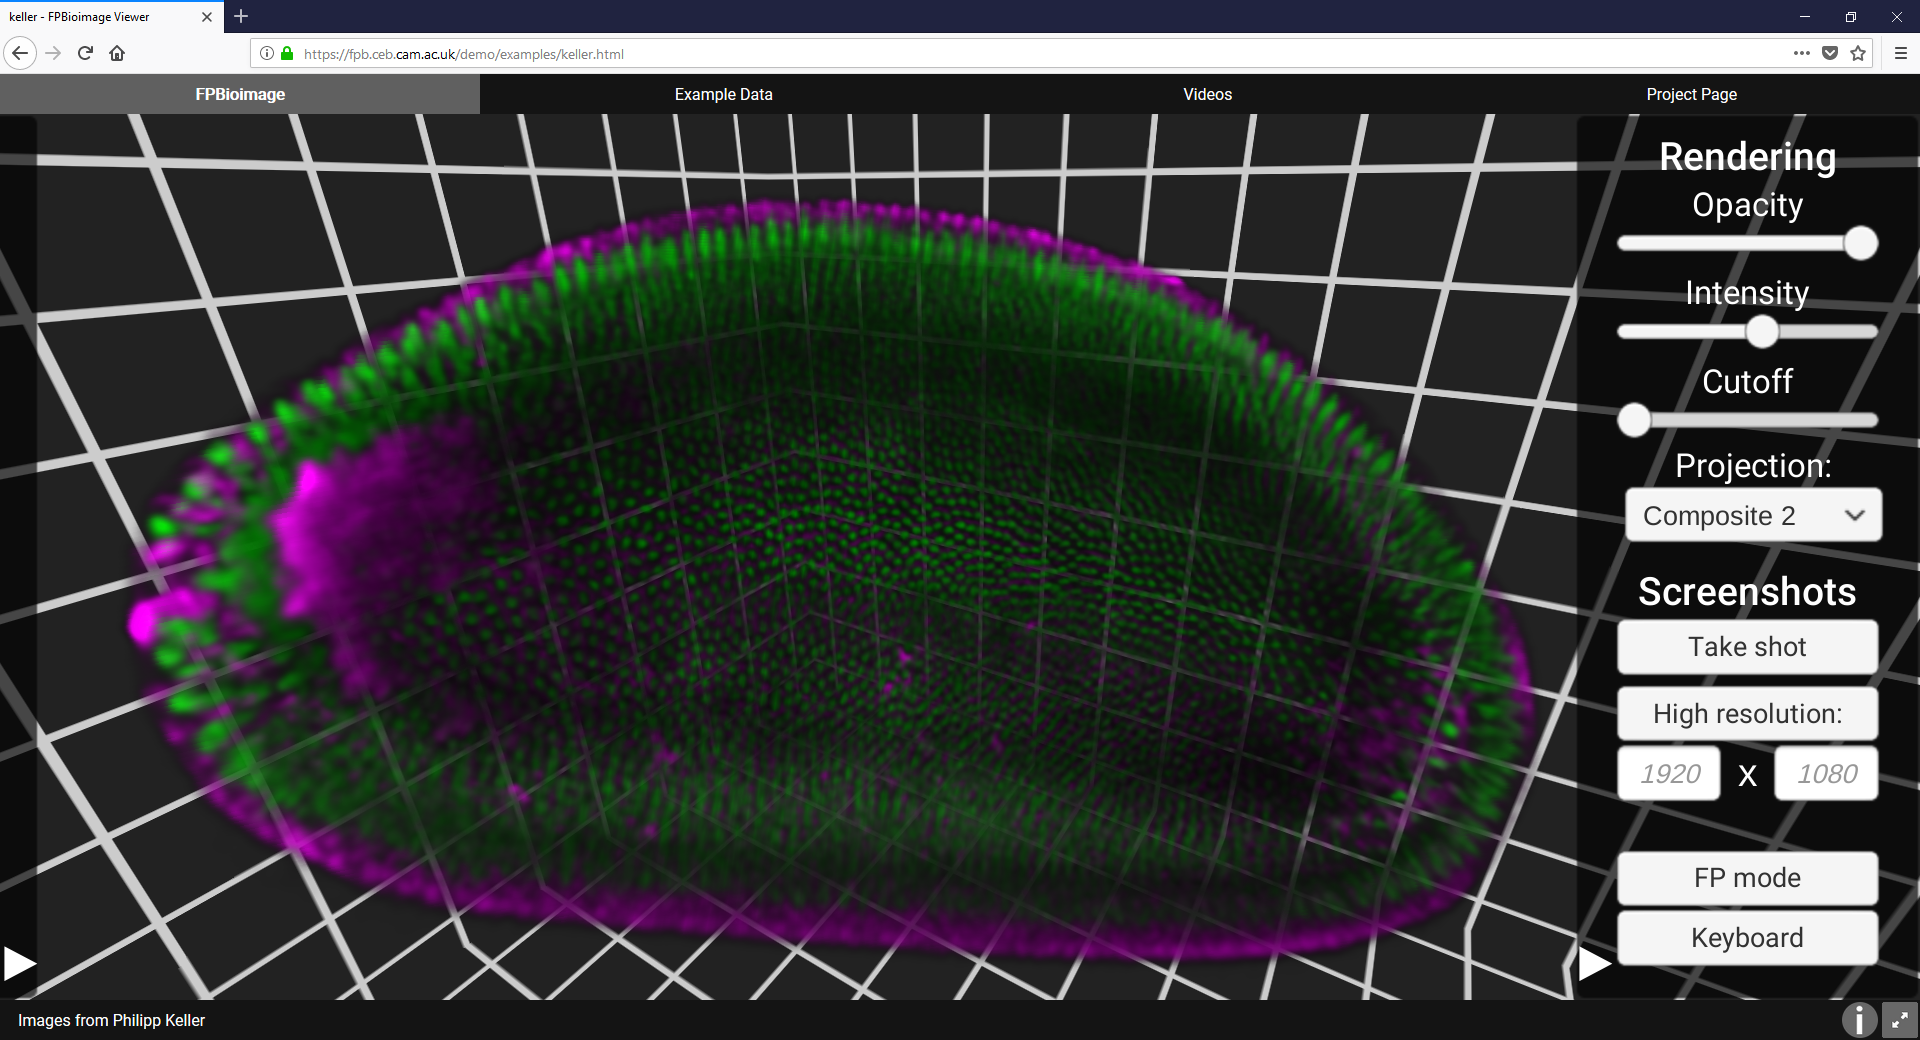 keller - FPBioimage Viewer
https://fpb.ceb.cam.ac.uk/demo/examples/keller.html
FPBioimage
Example Data
Videos
Project Page
Rendering
Opacity
Intensity
Cutoff
Projection:
Composite 2
Screenshots
Take shot
High resolution:
1920 X 1080
FP mode
Keyboard
Images from Philipp Keller
i